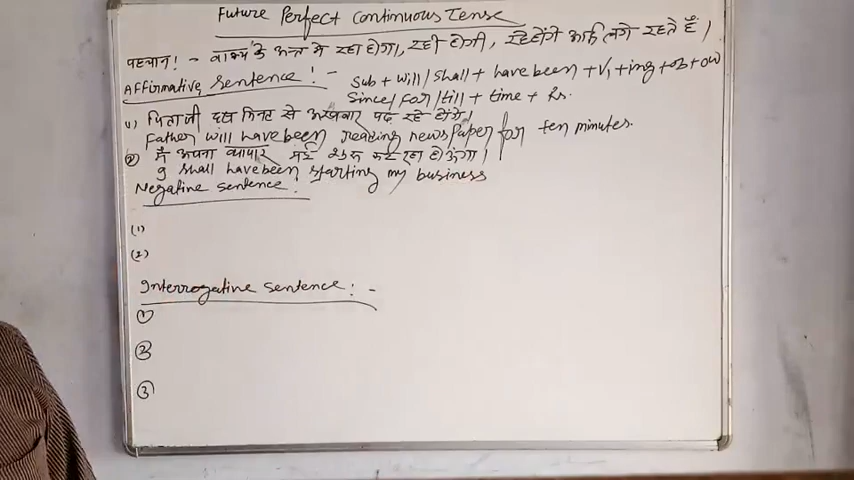 Future Perfect Continuous Tense
पहचान! - वाक्य के अन्त में रहा होगा, रही होगी, रहे होंगे आदि लगे रहते हैं।
Affirmative Sentence! - Sub + will/shall + have been + V₁ + ing + ob + ow
Since/for/till + time + Rs.
(1) पिताजी दस मिनट से अखबार पढ़ रहे होंगे।
Father will have been reading newspaper for ten minutes.
(2) मैं अपना व्यापार मई शुरू कर रहा होऊंगा।
I shall have been starting my business
Negative sentence:
(1)
(2)
Interrogative sentence: -
(1)
(2)
(3)